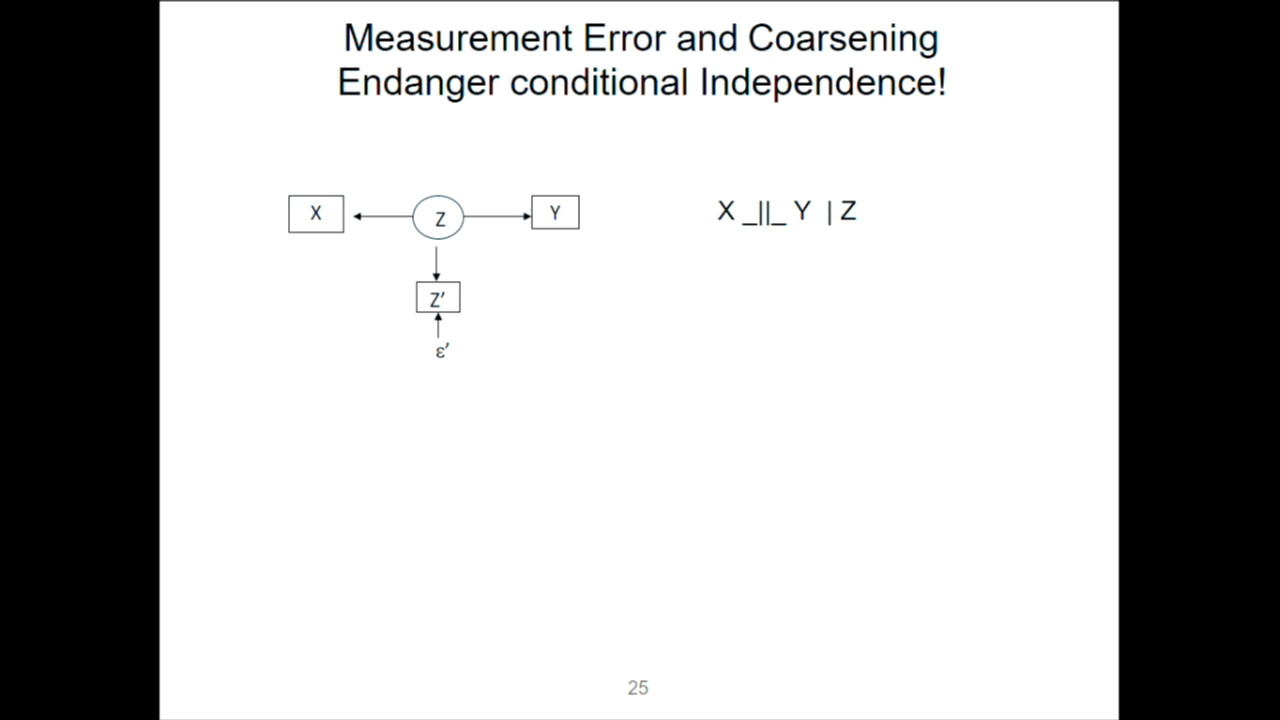 Measurement Error and Coarsening
Endanger conditional Independence!
X
Z
Y
X _||_ Y | Z
Z’
ε’
25